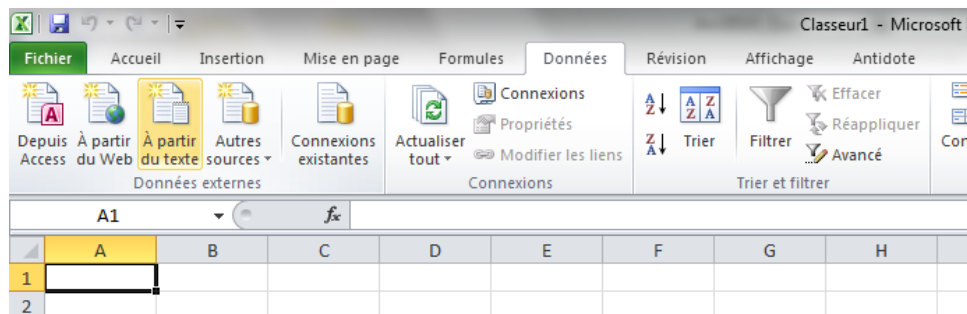 Classeur1 - Microsoft
Fichier Accueil Insertion Mise en page Formules Données Révision Affichage Antidote
Depuis Access
À partir du Web
À partir du texte
Autres sources
Connexions existantes
Données externes
Actualiser tout
Connexions
Propriétés
Modifier les liens
Connexions
A Z
Z A
A Z
Z A
Trier
Filtrer
Effacer
Réappliquer
Avancé
Trier et filtrer
Con
A1 fx
A B C D E F G H
1
2